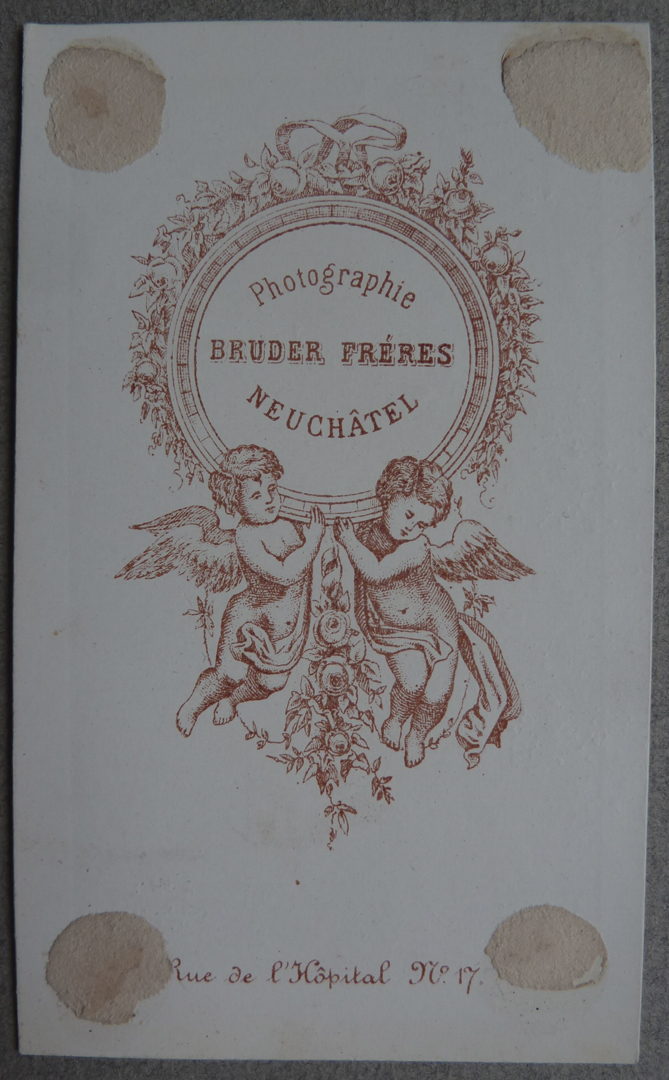 Photographie
BRUDER FRÉRES
NEUCHÂTEL
Rue de l'Hôpital No. 17.